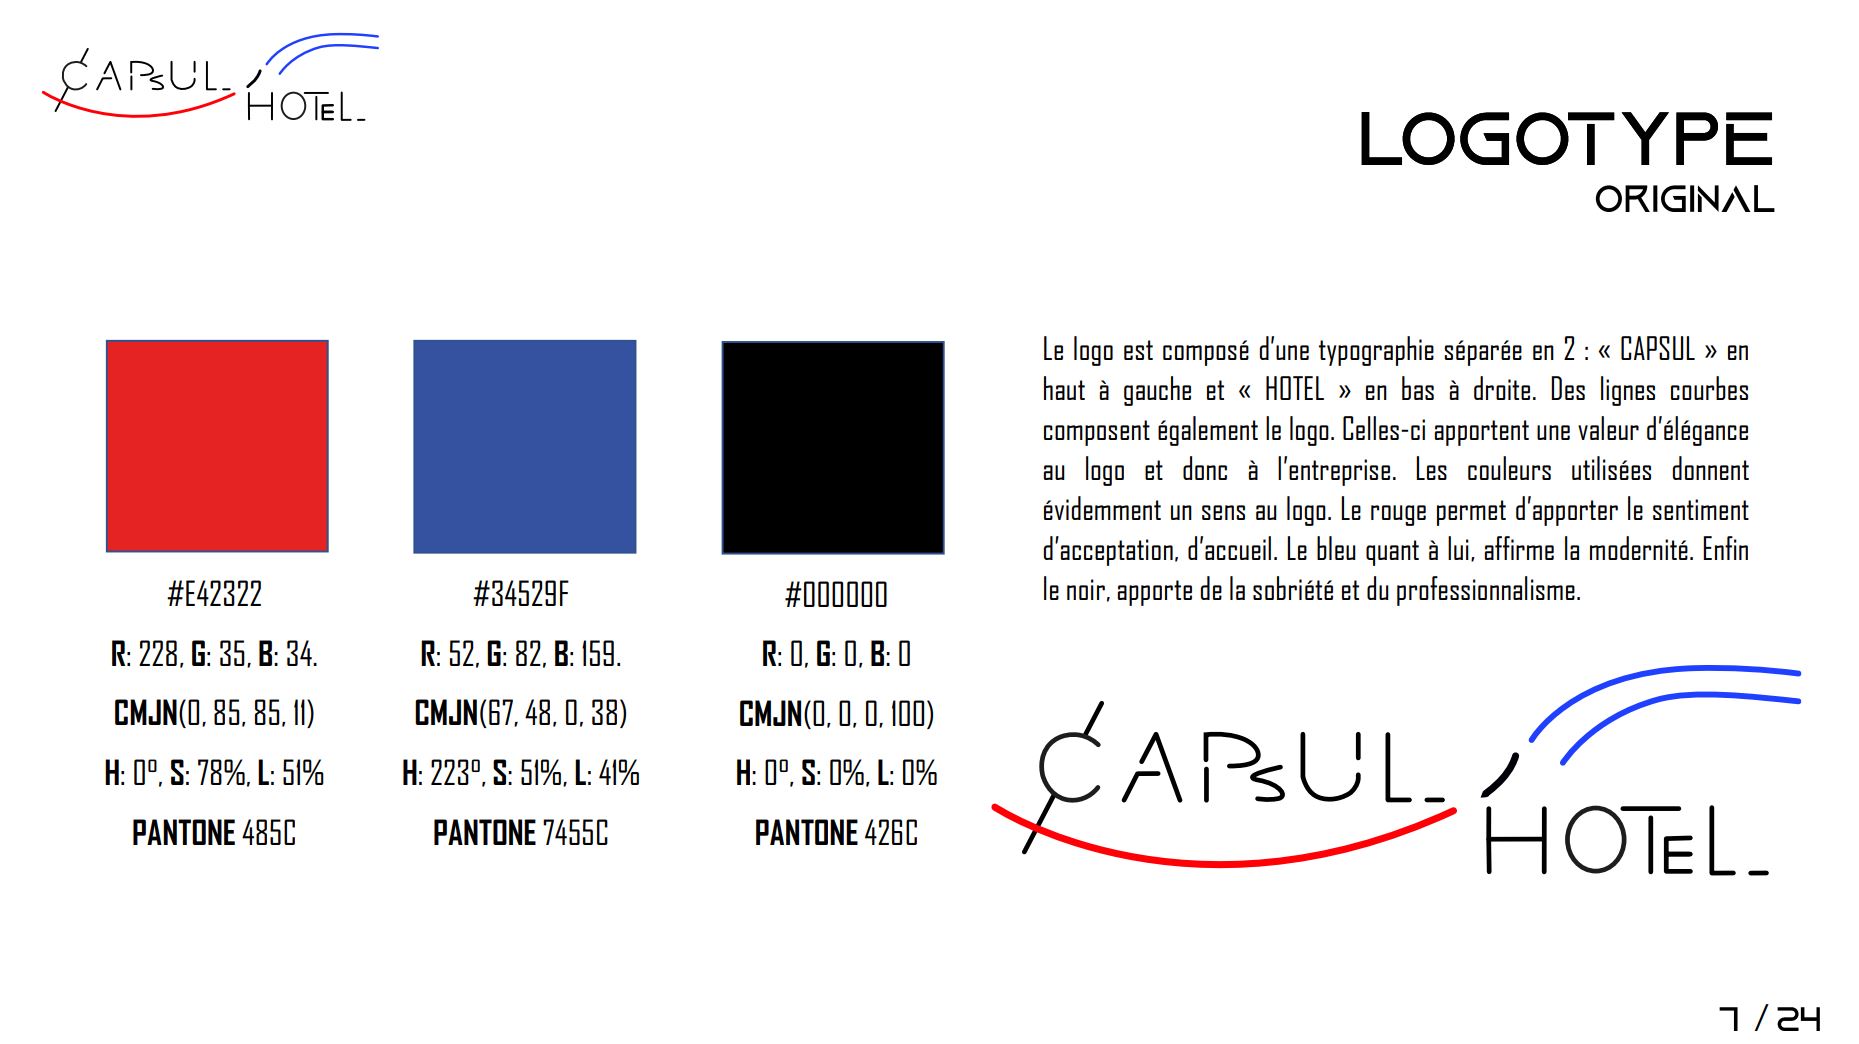 CAPSUL_
HOTEL_
LOGOTYPE
ORIGINAL
#E42322
R: 228, G: 35, B: 34.
CMJN(0, 85, 85, 11)
H: 0º, S: 78%, L: 51%
PANTONE 485C
#34529F
R: 52, G: 82, B: 159.
CMJN(67, 48, 0, 38)
H: 223º, S: 51%, L: 41%
PANTONE 7455C
#000000
R: 0, G: 0, B: 0
CMJN(0, 0, 0, 100)
H: 0º, S: 0%, L: 0%
PANTONE 426C
Le logo est composé d’une typographie séparée en 2 : « CAPSUL » en
haut à gauche et « HOTEL » en bas à droite. Des lignes courbes
composent également le logo. Celles-ci apportent une valeur d’élégance
au logo et donc à l’entreprise. Les couleurs utilisées donnent
évidemment un sens au logo. Le rouge permet d’apporter le sentiment
d’acceptation, d’accueil. Le bleu quant à lui, affirme la modernité. Enfin
le noir, apporte de la sobriété et du professionnalisme.
CAPSUL_
HOTEL_
7 / 24